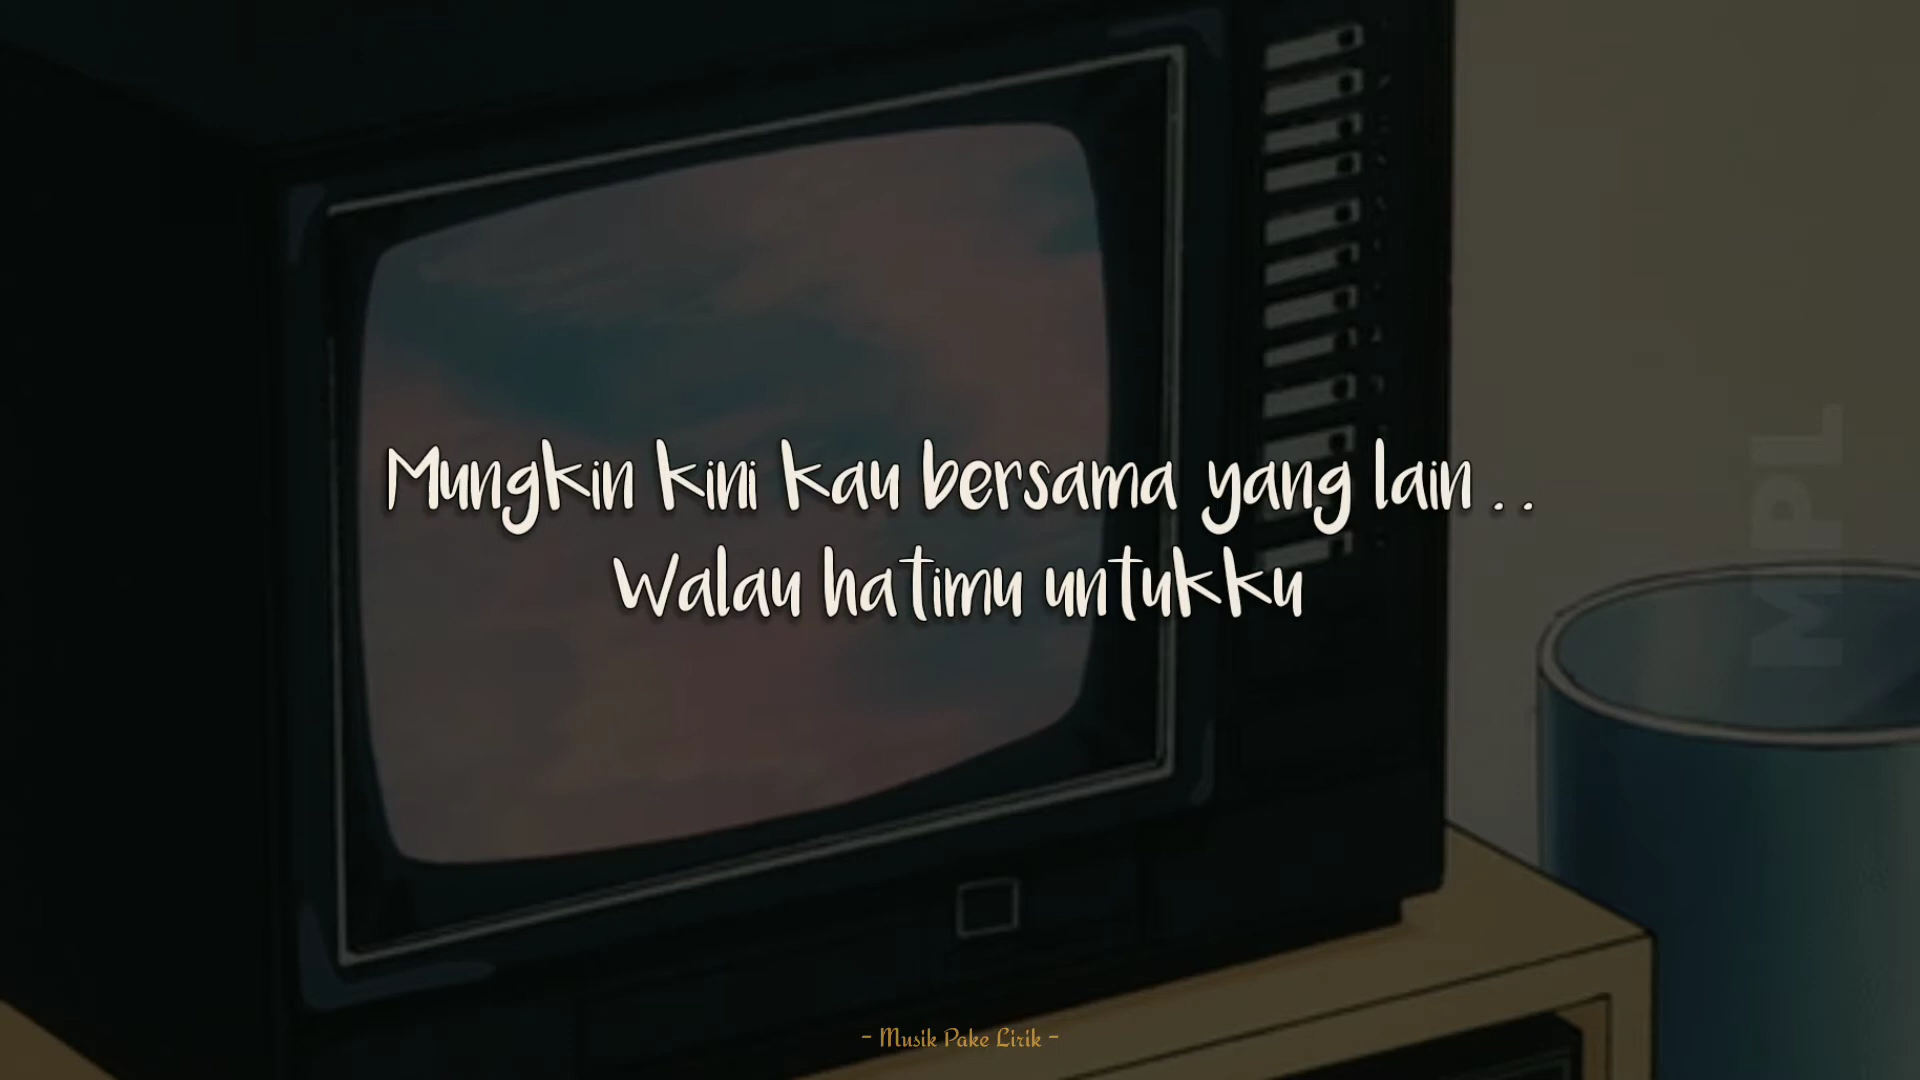 Mungkin kini kau bersama yang lain . .
Walau hatimu untukku
MPL
- Musik Pake Lirik -